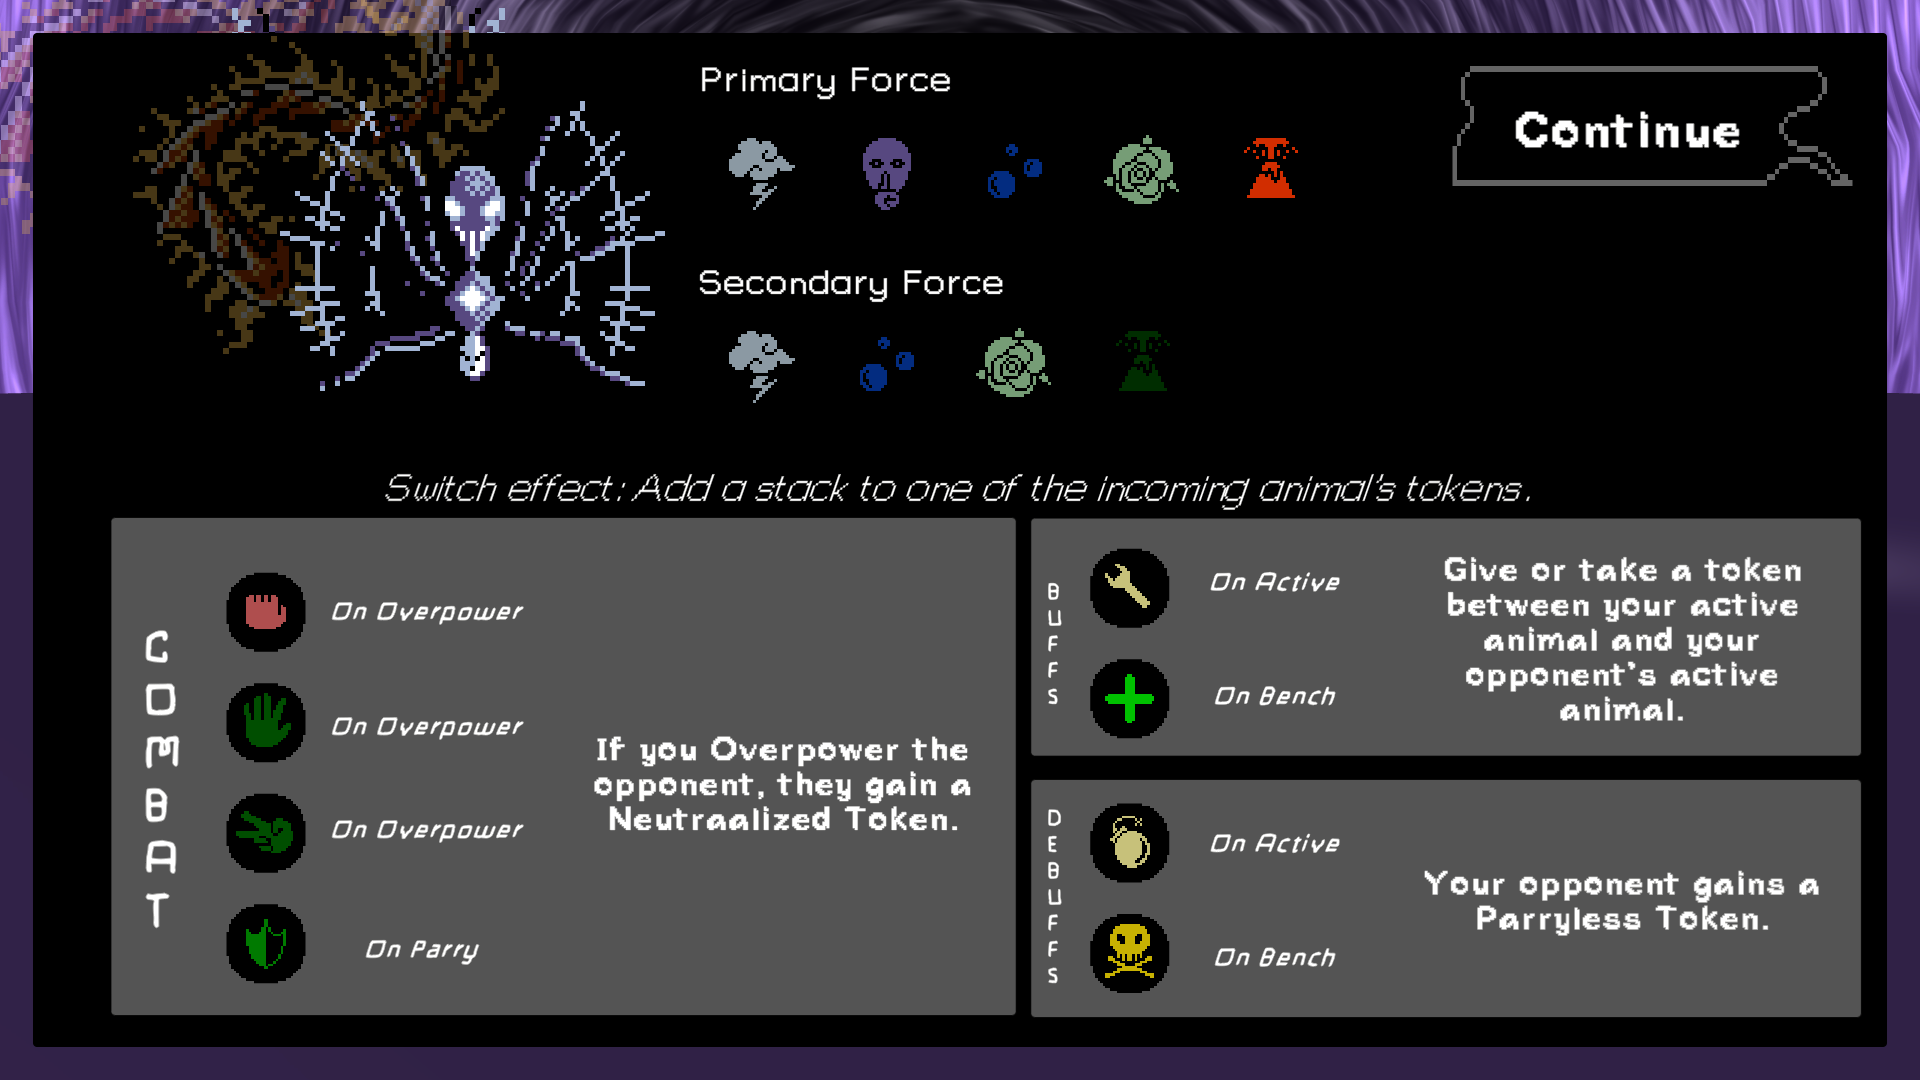 Primary Force
Continue
Secondary Force
Switch effect: Add a stack to one of the incoming animal's tokens.
COMBAT
On Overpower
On Overpower
On Overpower
On Parry
If you Overpower the
opponent, they gain a
Neutraalized Token.
BUFFS
On Active
On Bench
Give or take a token
between your active
animal and your
opponent's active
animal.
DEBUFFS
On Active
On Bench
Your opponent gains a
Parryless Token.